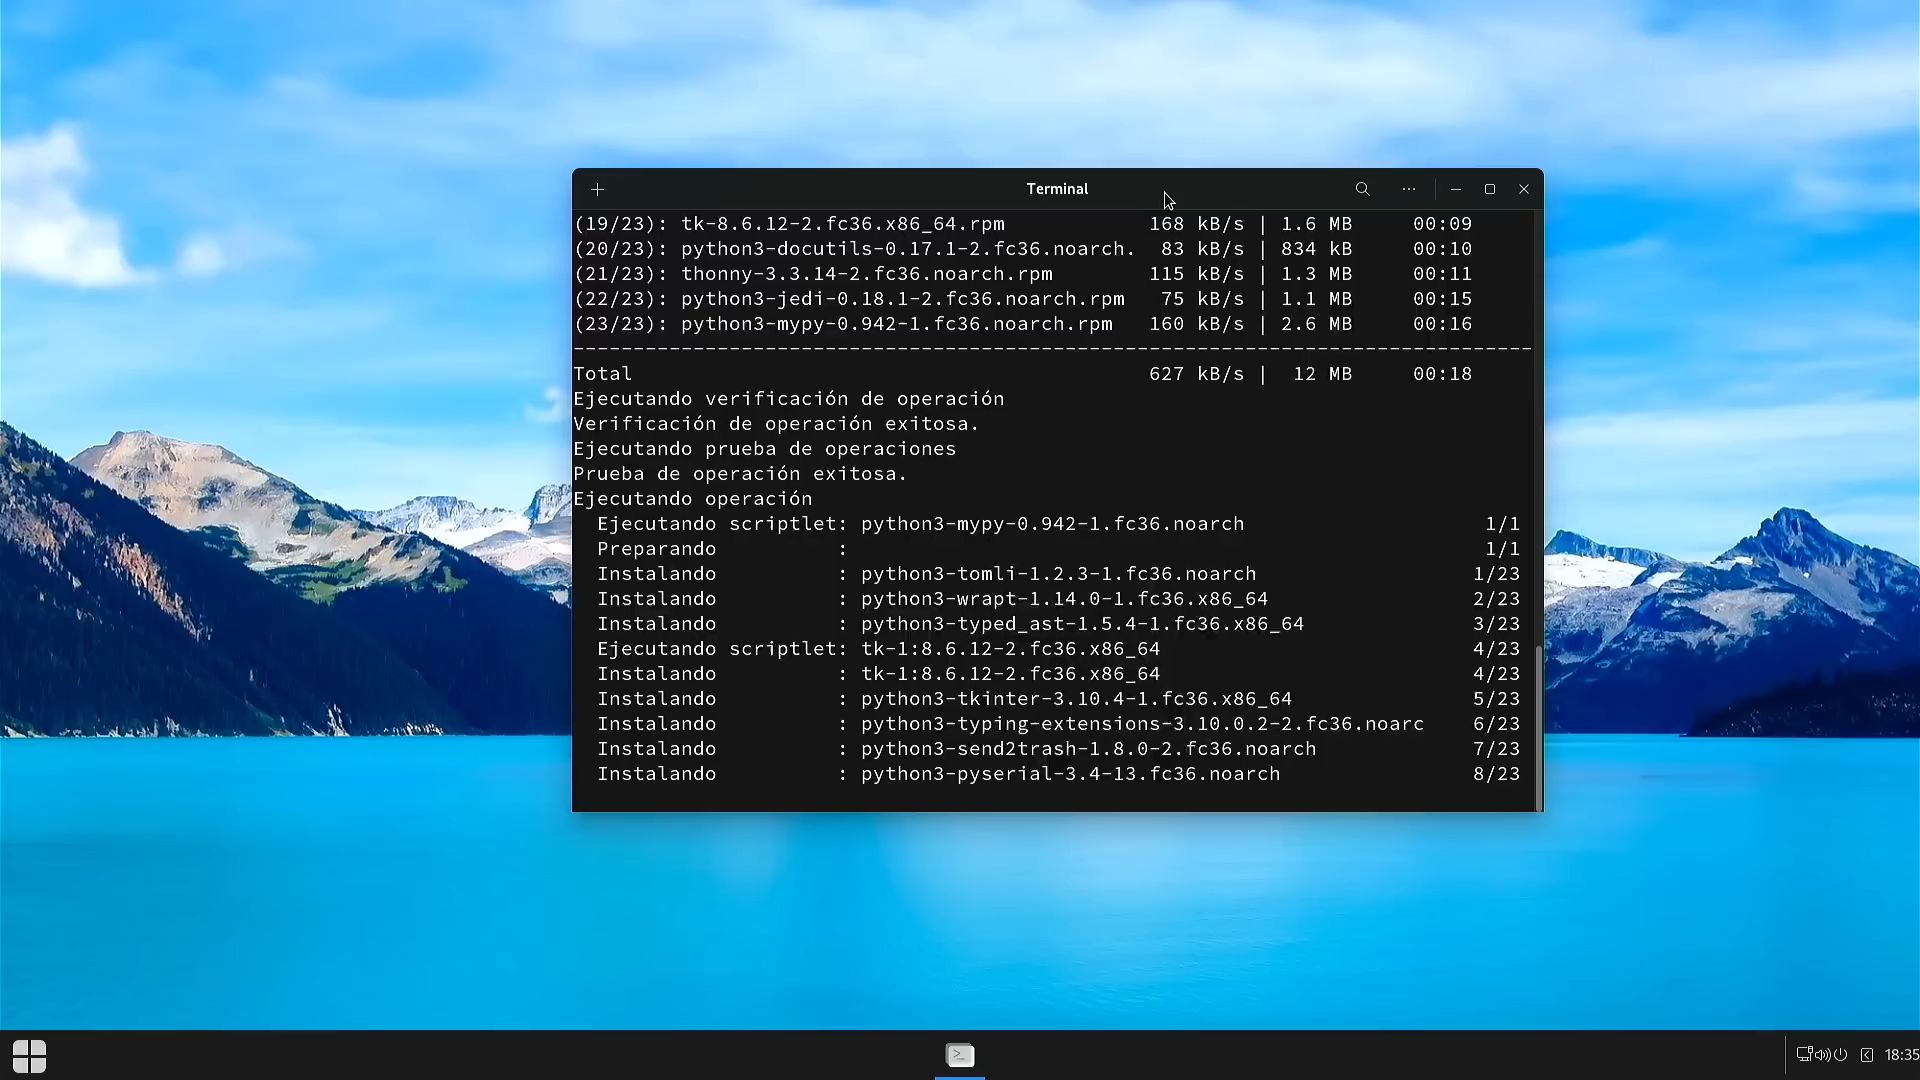 Terminal
(19/23): tk-8.6.12-2.fc36.x86_64.rpm 168 kB/s | 1.6 MB 00:09
(20/23): python3-docutils-0.17.1-2.fc36.noarch. 83 kB/s | 834 kB 00:10
(21/23): thonny-3.3.14-2.fc36.noarch.rpm 115 kB/s | 1.3 MB 00:11
(22/23): python3-jedi-0.18.1-2.fc36.noarch.rpm 75 kB/s | 1.1 MB 00:15
(23/23): python3-mypy-0.942-1.fc36.noarch.rpm 160 kB/s | 2.6 MB 00:16
--------------------------------------------------------------------------------
Total 627 kB/s | 12 MB 00:18
Ejecutando verificación de operación
Verificación de operación exitosa.
Ejecutando prueba de operaciones
Prueba de operación exitosa.
Ejecutando operación
Ejecutando scriptlet: python3-mypy-0.942-1.fc36.noarch 1/1
Preparando : 1/1
Instalando : python3-tomli-1.2.3-1.fc36.noarch 1/23
Instalando : python3-wrapt-1.14.0-1.fc36.x86_64 2/23
Instalando : python3-typed_ast-1.5.4-1.fc36.x86_64 3/23
Ejecutando scriptlet: tk-1:8.6.12-2.fc36.x86_64 4/23
Instalando : tk-1:8.6.12-2.fc36.x86_64 4/23
Instalando : python3-tkinter-3.10.4-1.fc36.x86_64 5/23
Instalando : python3-typing-extensions-3.10.0.2-2.fc36.noarc 6/23
Instalando : python3-send2trash-1.8.0-2.fc36.noarch 7/23
Instalando : python3-pyserial-3.4-13.fc36.noarch 8/23
18:35